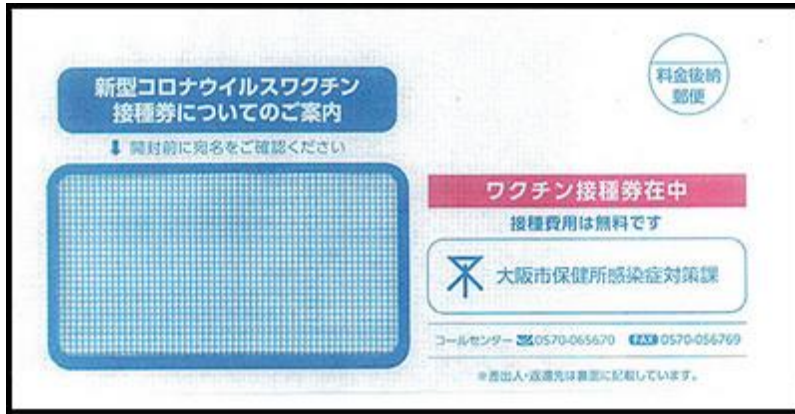 新型コロナウイルスワクチン
接種券についてのご案内
⬇ 開封前に宛名をご確認ください
料金後納
郵便
ワクチン接種券在中
接種費用は無料です
大阪市保健所感染症対策課
コールセンター 0570-065670 FAX 0570-056769
※差出人・返還先は裏面に記載しています。